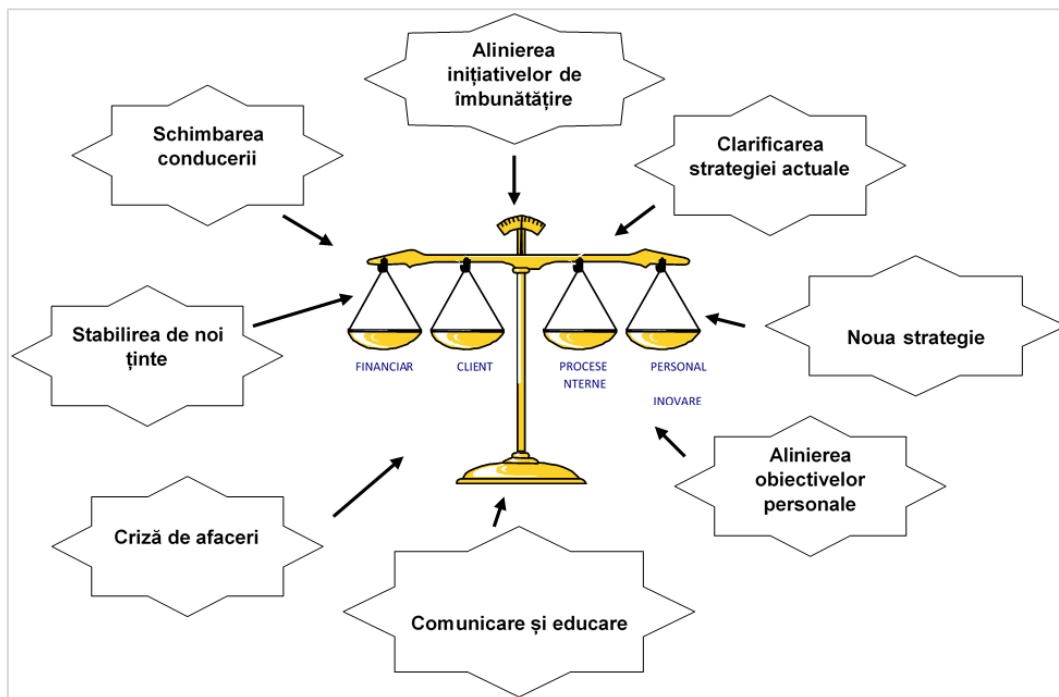 Alinierea
inițiativelor de
îmbunătățire
Schimbarea
conducerii
Clarificarea
strategiei actuale
Stabilirea de noi
ținte
Noua strategie
FINANCIAR
CLIENT
PROCESE
NTERNE
PERSONAL
INOVARE
Alinierea
obiectivelor
personale
Criză de afaceri
Comunicare și educare